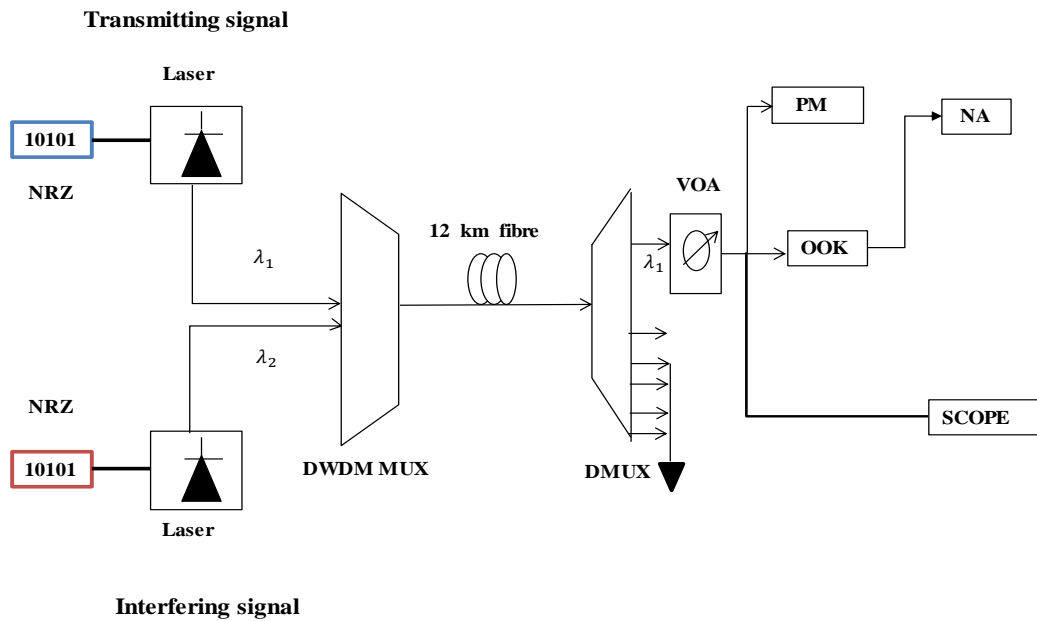 Transmitting signal
Laser
10101
NRZ
λ₁
12 km fibre
VOA
PM
NA
OOK
λ₁
λ₂
NRZ
10101
Laser
DWDM MUX
DMUX
SCOPE
Interfering signal